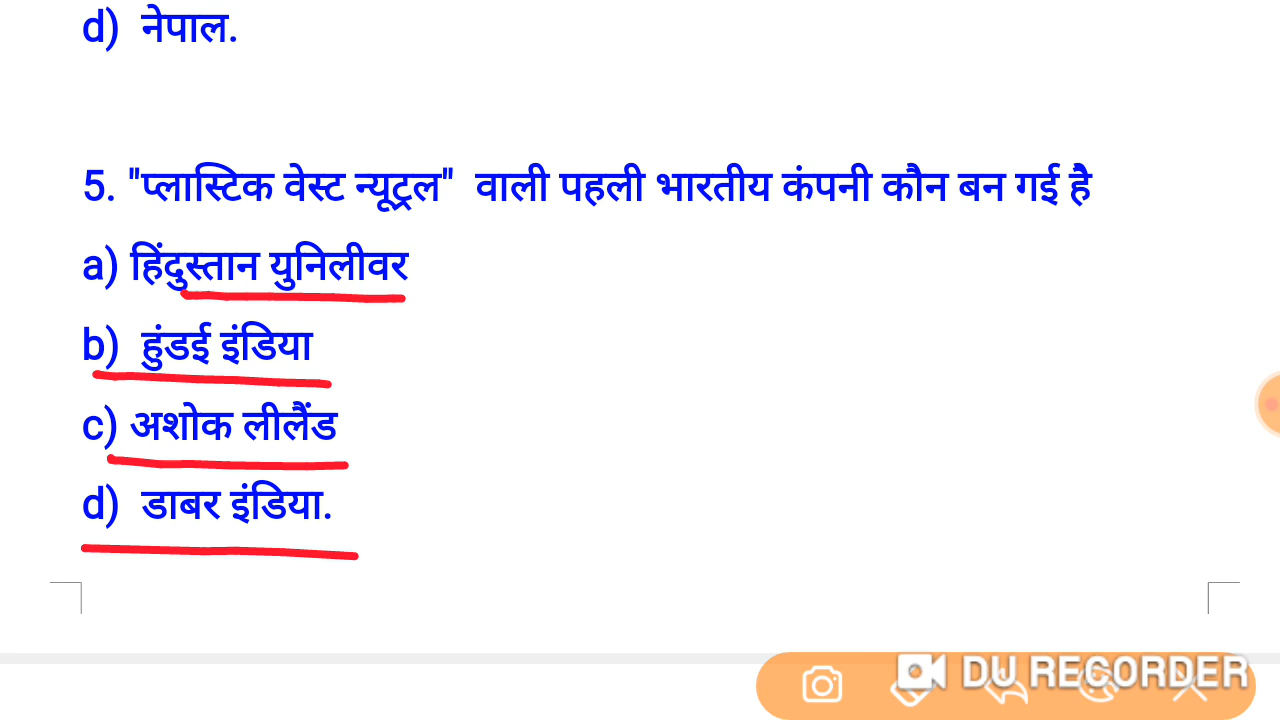 d) नेपाल.
5. "प्लास्टिक वेस्ट न्यूट्रल" वाली पहली भारतीय कंपनी कौन बन गई है
a) हिंदुस्तान युनिलीवर
b) हुंडई इंडिया
c) अशोक लीलैंड
d) डाबर इंडिया.
DU RECORDER